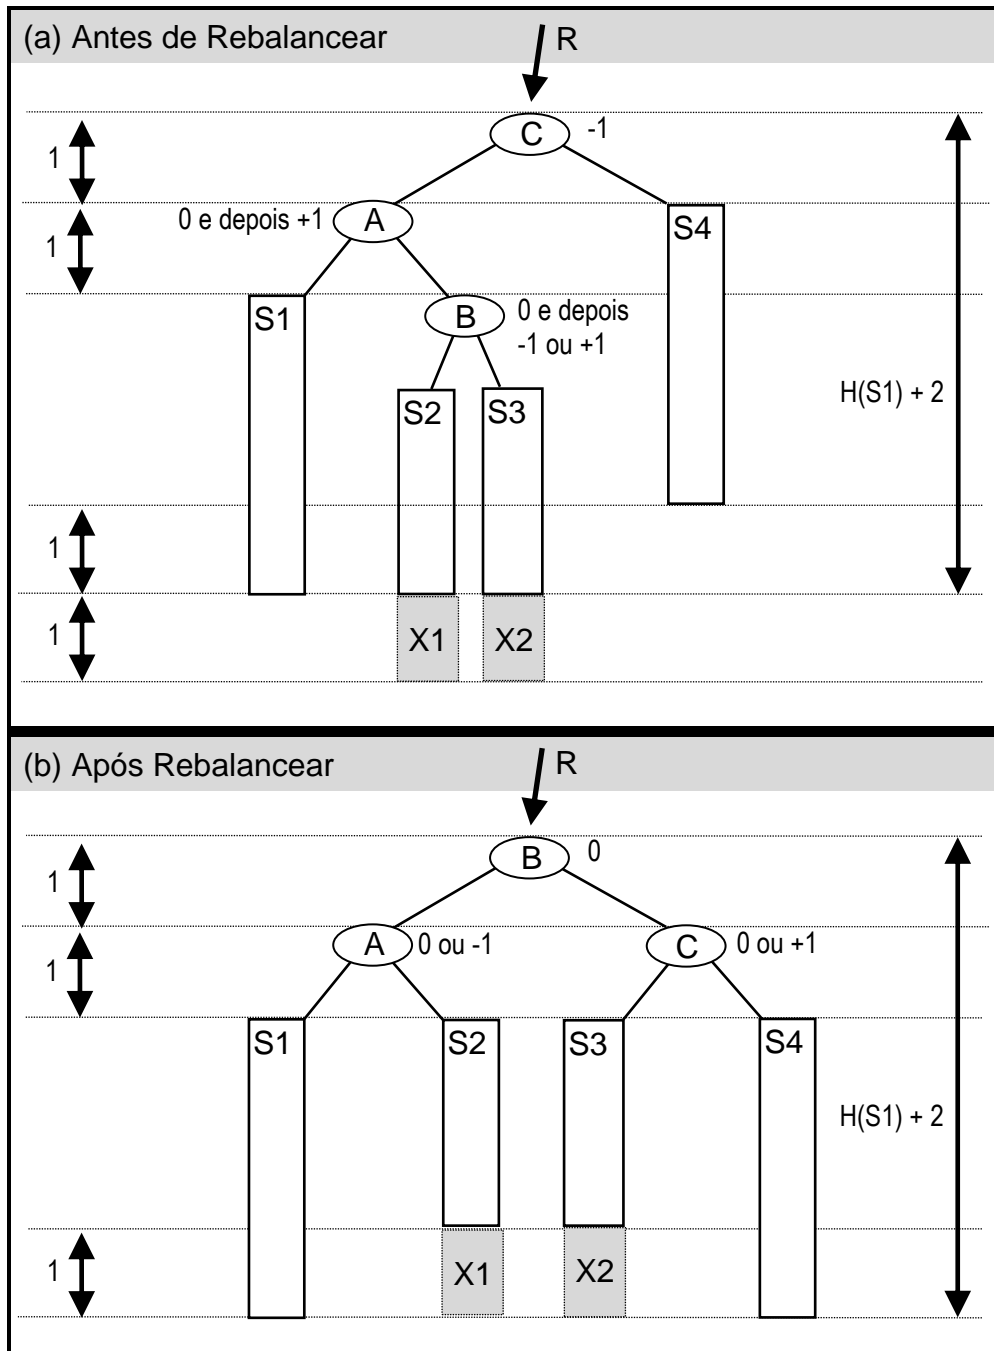 (a) Antes de Rebalancear
R
C
-1
1
0 e depois +1
A
1
S4
S1
B
0 e depois
-1 ou +1
S2
S3
H(S1) + 2
1
1
X1
X2
(b) Após Rebalancear
R
B
0
1
A
0 ou -1
C
0 ou +1
1
S1
S2
S3
S4
H(S1) + 2
1
X1
X2